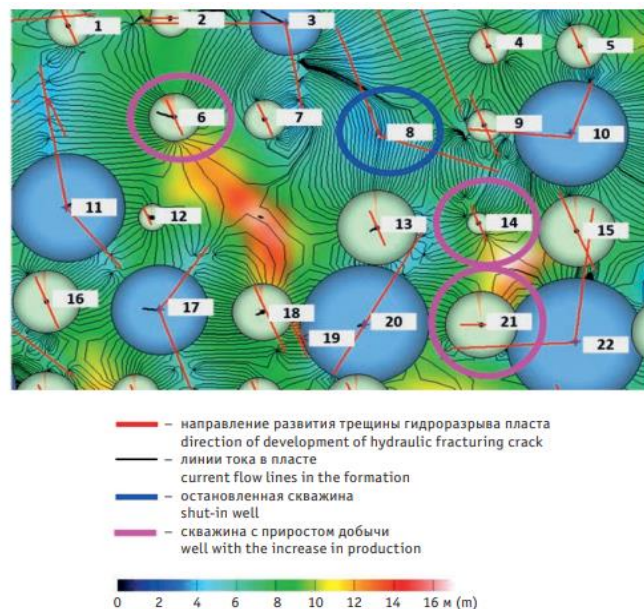 1
2
3
4
5
6
7
8
9
10
11
12
13
14
15
16
17
18
19
20
21
22
– направление развития трещины гидроразрыва пласта
direction of development of hydraulic fracturing crack
– линии тока в пласте
current flow lines in the formation
– остановленная скважина
shut-in well
– скважина с приростом добычи
well with the increase in production
0 2 4 6 8 10 12 14 16 м (m)